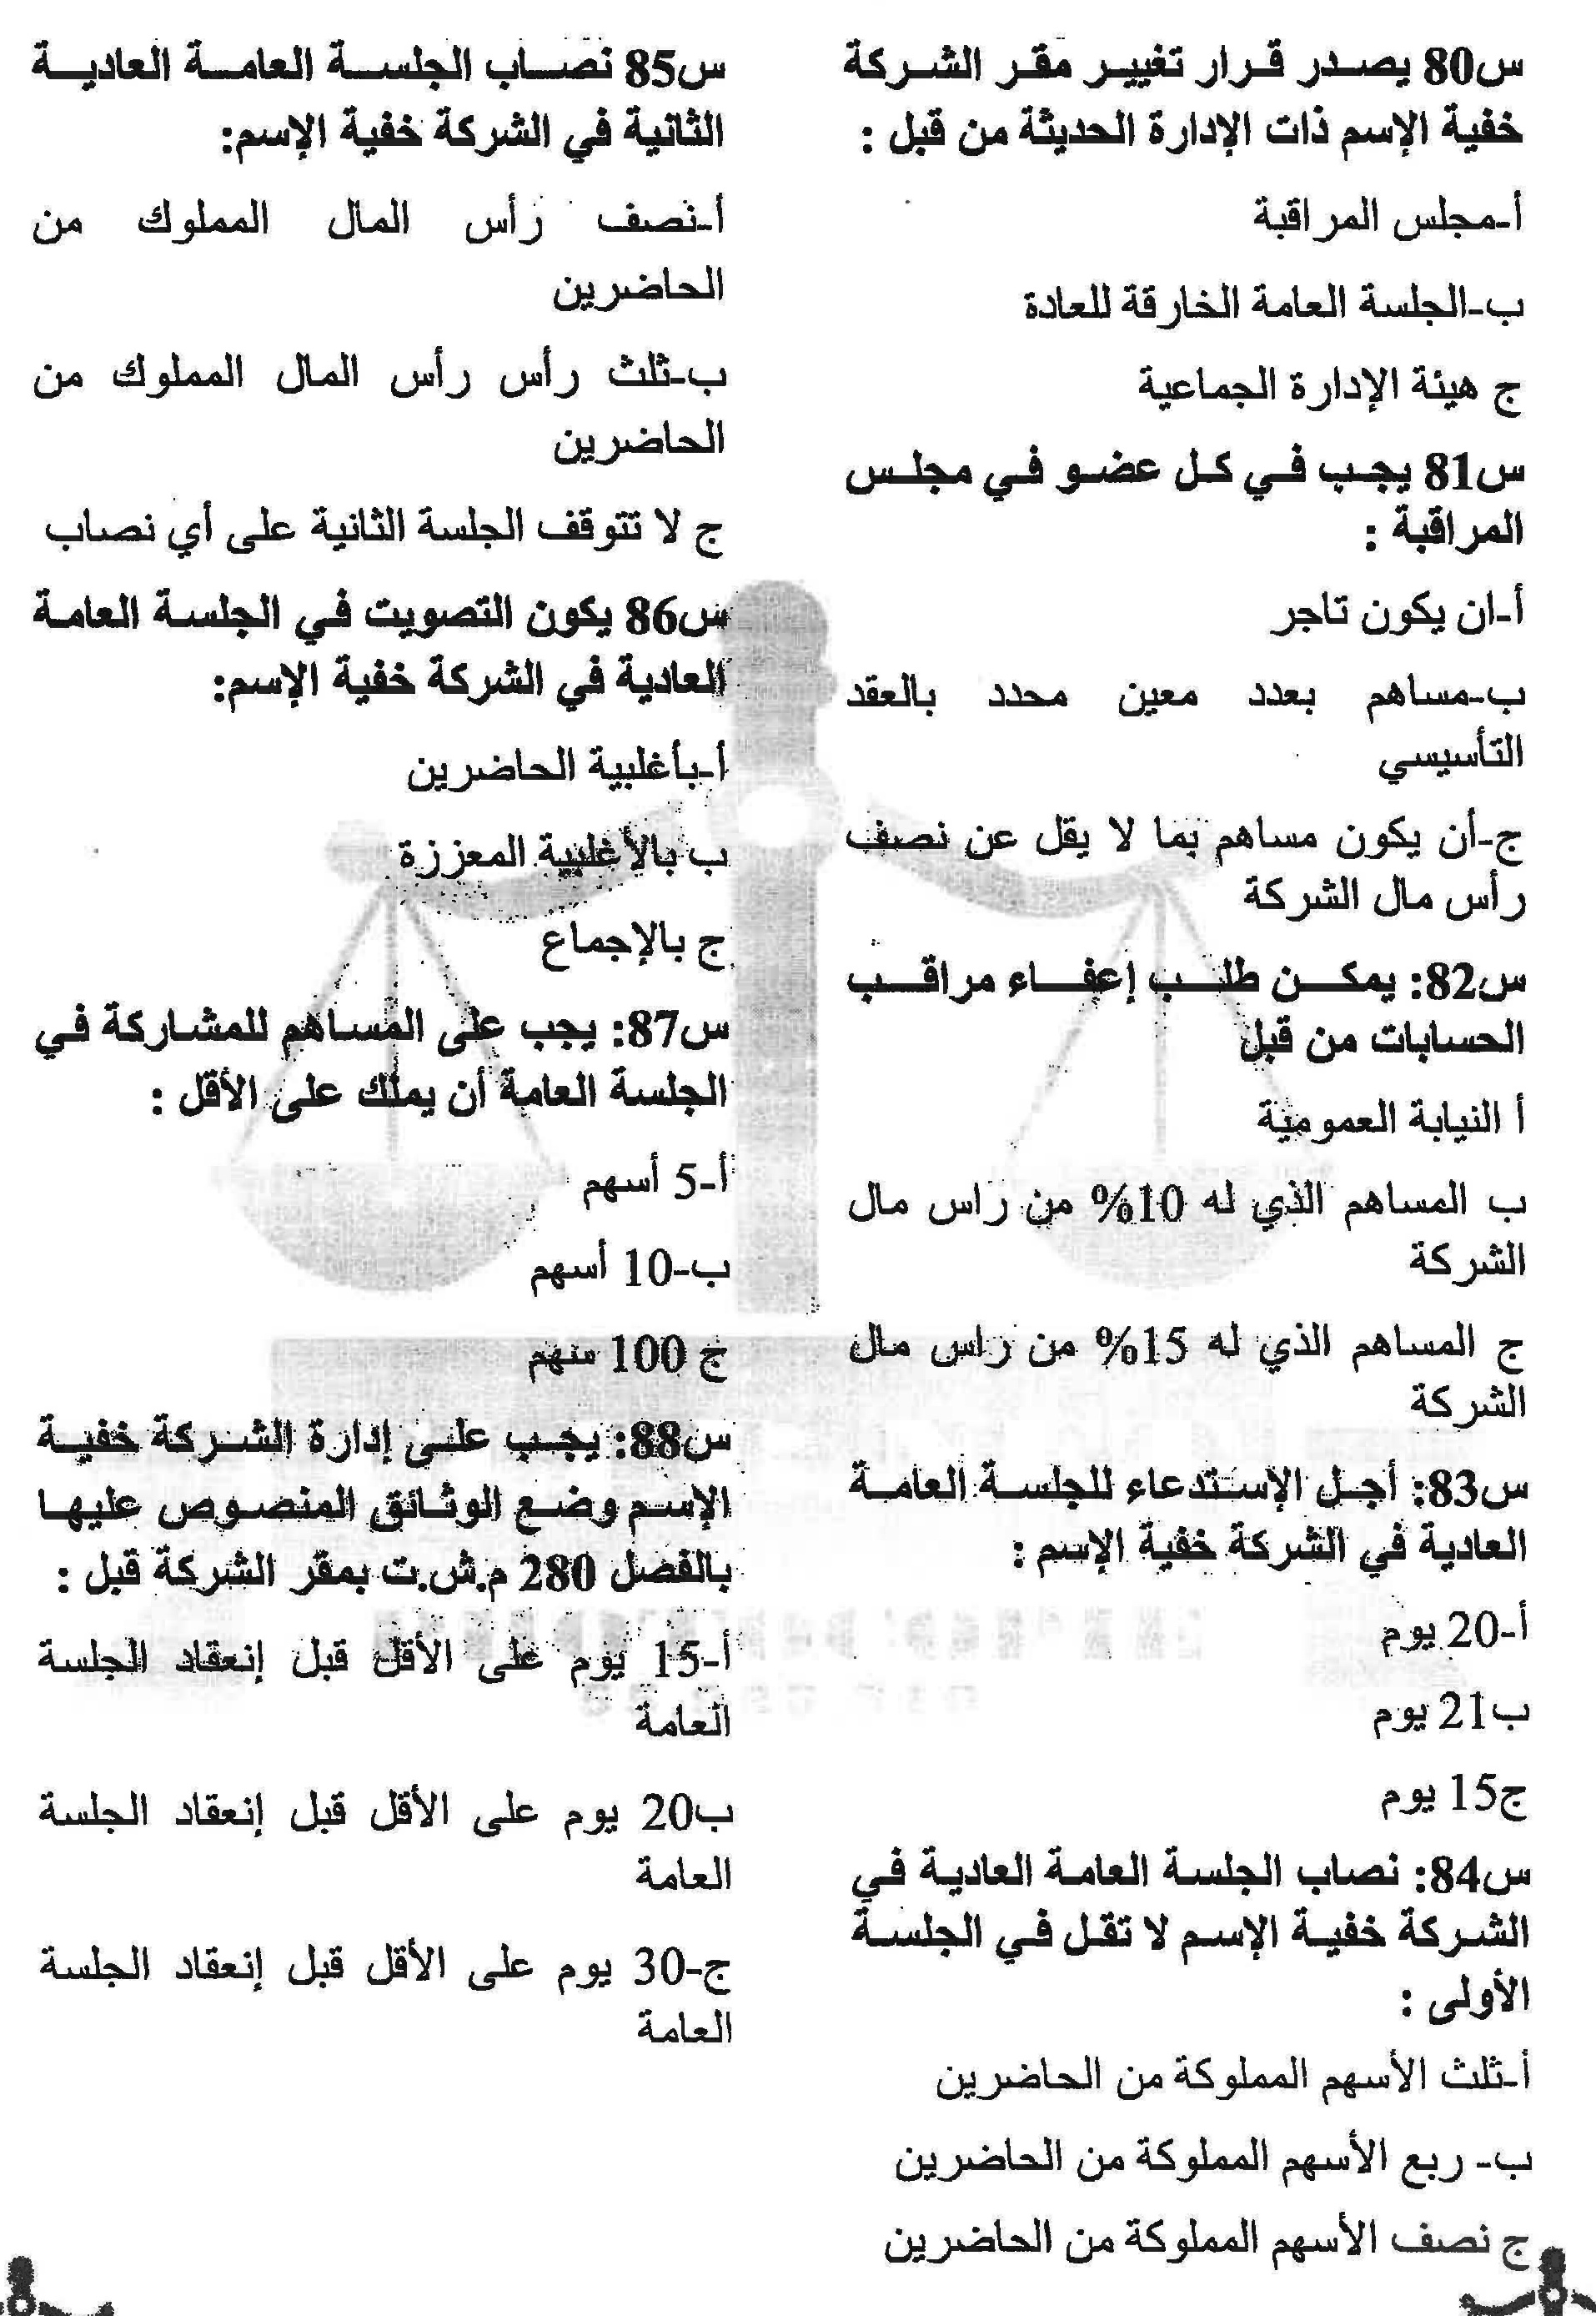 س80 يصدر قرار تغيير مقر الشركة
خفية الإسم ذات الإدارة الحديثة من قبل :
أ-مجلس المراقبة
ب-الجلسة العامة الخارقة للعادة
ج هيئة الإدارة الجماعية
س81 يجب في كل عضو في مجلس
المراقبة :
أ-ان يكون تاجر
ب-مساهم بعدد معين محدد بالعقد
التأسيسي
ج-أن يكون مساهم بما لا يقل عن نصف
رأس مال الشركة
س82: يمكن طلب إعفاء مراقب
الحسابات من قبل
أ النيابة العمومية
ب المساهم الذي له 10% من راس مال
الشركة
ج المساهم الذي له 15% من راس مال
الشركة
س83: أجل الإستدعاء للجلسة العامة
العادية في الشركة خفية الإسم :
أ-20 يوم
ب21 يوم
ج15 يوم
س84: نصاب الجلسة العامة العادية في
الشركة خفية الإسم لا تقل في الجلسة
الأولى :
أ-ثلث الأسهم المملوكة من الحاضرين
ب- ربع الأسهم المملوكة من الحاضرين
ج نصف الأسهم المملوكة من الحاضرين
س85 نصاب الجلسة العامة العادية
الثانية في الشركة خفية الإسم:
أ-نصف رأس المال المملوك من
الحاضرين
ب-ثلث رأس رأس المال المملوك من
الحاضرين
ج لا تتوقف الجلسة الثانية على أي نصاب
س86 يكون التصويت في الجلسة العامة
العادية في الشركة خفية الإسم:
أ-بأغلبية الحاضرين
ب بالأغلبية المعززة
ج بالإجماع
س87: يجب على المساهم للمشاركة في
الجلسة العامة أن يملك على الأقل :
أ-5 أسهم
ب-10 أسهم
ج 100 منهم
س88: يجب على إدارة الشركة خفية
الإسم وضع الوثائق المنصوص عليها
بالفصل 280 م.ش.ت بمقر الشركة قبل :
أ-15 يوم على الأقل قبل إنعقاد الجلسة
العامة
ب20 يوم على الأقل قبل إنعقاد الجلسة
العامة
ج-30 يوم على الأقل قبل إنعقاد الجلسة
العامة